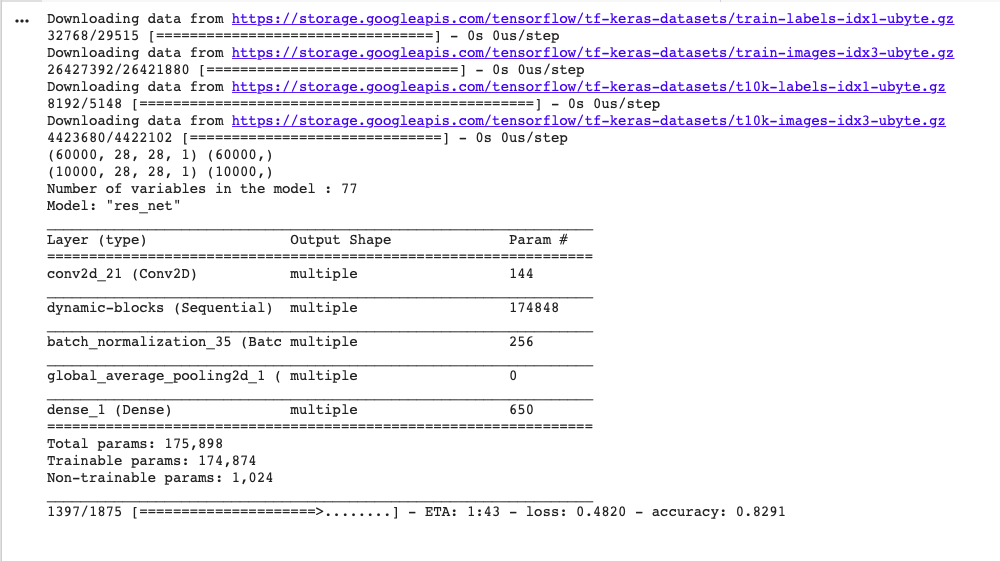 Downloading data from https://storage.googleapis.com/tensorflow/tf-keras-datasets/train-labels-idx1-ubyte.gz
32768/29515 [=================================] - 0s 0us/step
Downloading data from https://storage.googleapis.com/tensorflow/tf-keras-datasets/train-images-idx3-ubyte.gz
26427392/26421880 [==============================] - 0s 0us/step
Downloading data from https://storage.googleapis.com/tensorflow/tf-keras-datasets/t10k-labels-idx1-ubyte.gz
8192/5148 [===============================================] - 0s 0us/step
Downloading data from https://storage.googleapis.com/tensorflow/tf-keras-datasets/t10k-images-idx3-ubyte.gz
4423680/4422102 [==============================] - 0s 0us/step
(60000, 28, 28, 1) (60000,)
(10000, 28, 28, 1) (10000,)
Number of variables in the model : 77
Model: "res_net"
_________________________________________________________________
Layer (type)                 Output Shape              Param #
=================================================================
conv2d_21 (Conv2D)           multiple                  144
_________________________________________________________________
dynamic-blocks (Sequential)  multiple                  174848
_________________________________________________________________
batch_normalization_35 (Batc multiple                  256
_________________________________________________________________
global_average_pooling2d_1 ( multiple                  0
_________________________________________________________________
dense_1 (Dense)              multiple                  650
=================================================================
Total params: 175,898
Trainable params: 174,874
Non-trainable params: 1,024
_________________________________________________________________
1397/1875 [=====================>........] - ETA: 1:43 - loss: 0.4820 - accuracy: 0.8291